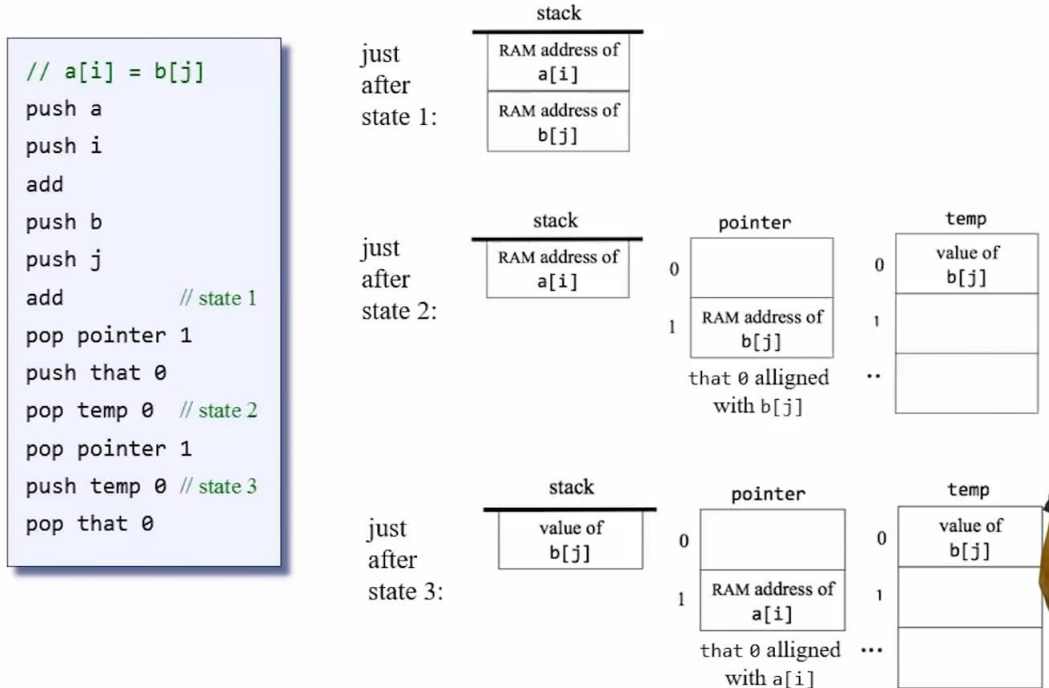 // a[i] = b[j]
push a
push i
add
push b
push j
add // state 1
pop pointer 1
push that 0
pop temp 0 // state 2
pop pointer 1
push temp 0 // state 3
pop that 0
just
after
state 1:
stack
RAM address of
a[i]
RAM address of
b[j]
just
after
state 2:
stack
RAM address of
a[i]
pointer
0
1
RAM address of
b[j]
that 0 alligned
with b[j]
temp
0
value of
b[j]
1
..
just
after
state 3:
stack
value of
b[j]
pointer
0
1
RAM address of
a[i]
that 0 alligned
with a[i]
temp
0
value of
b[j]
1
...